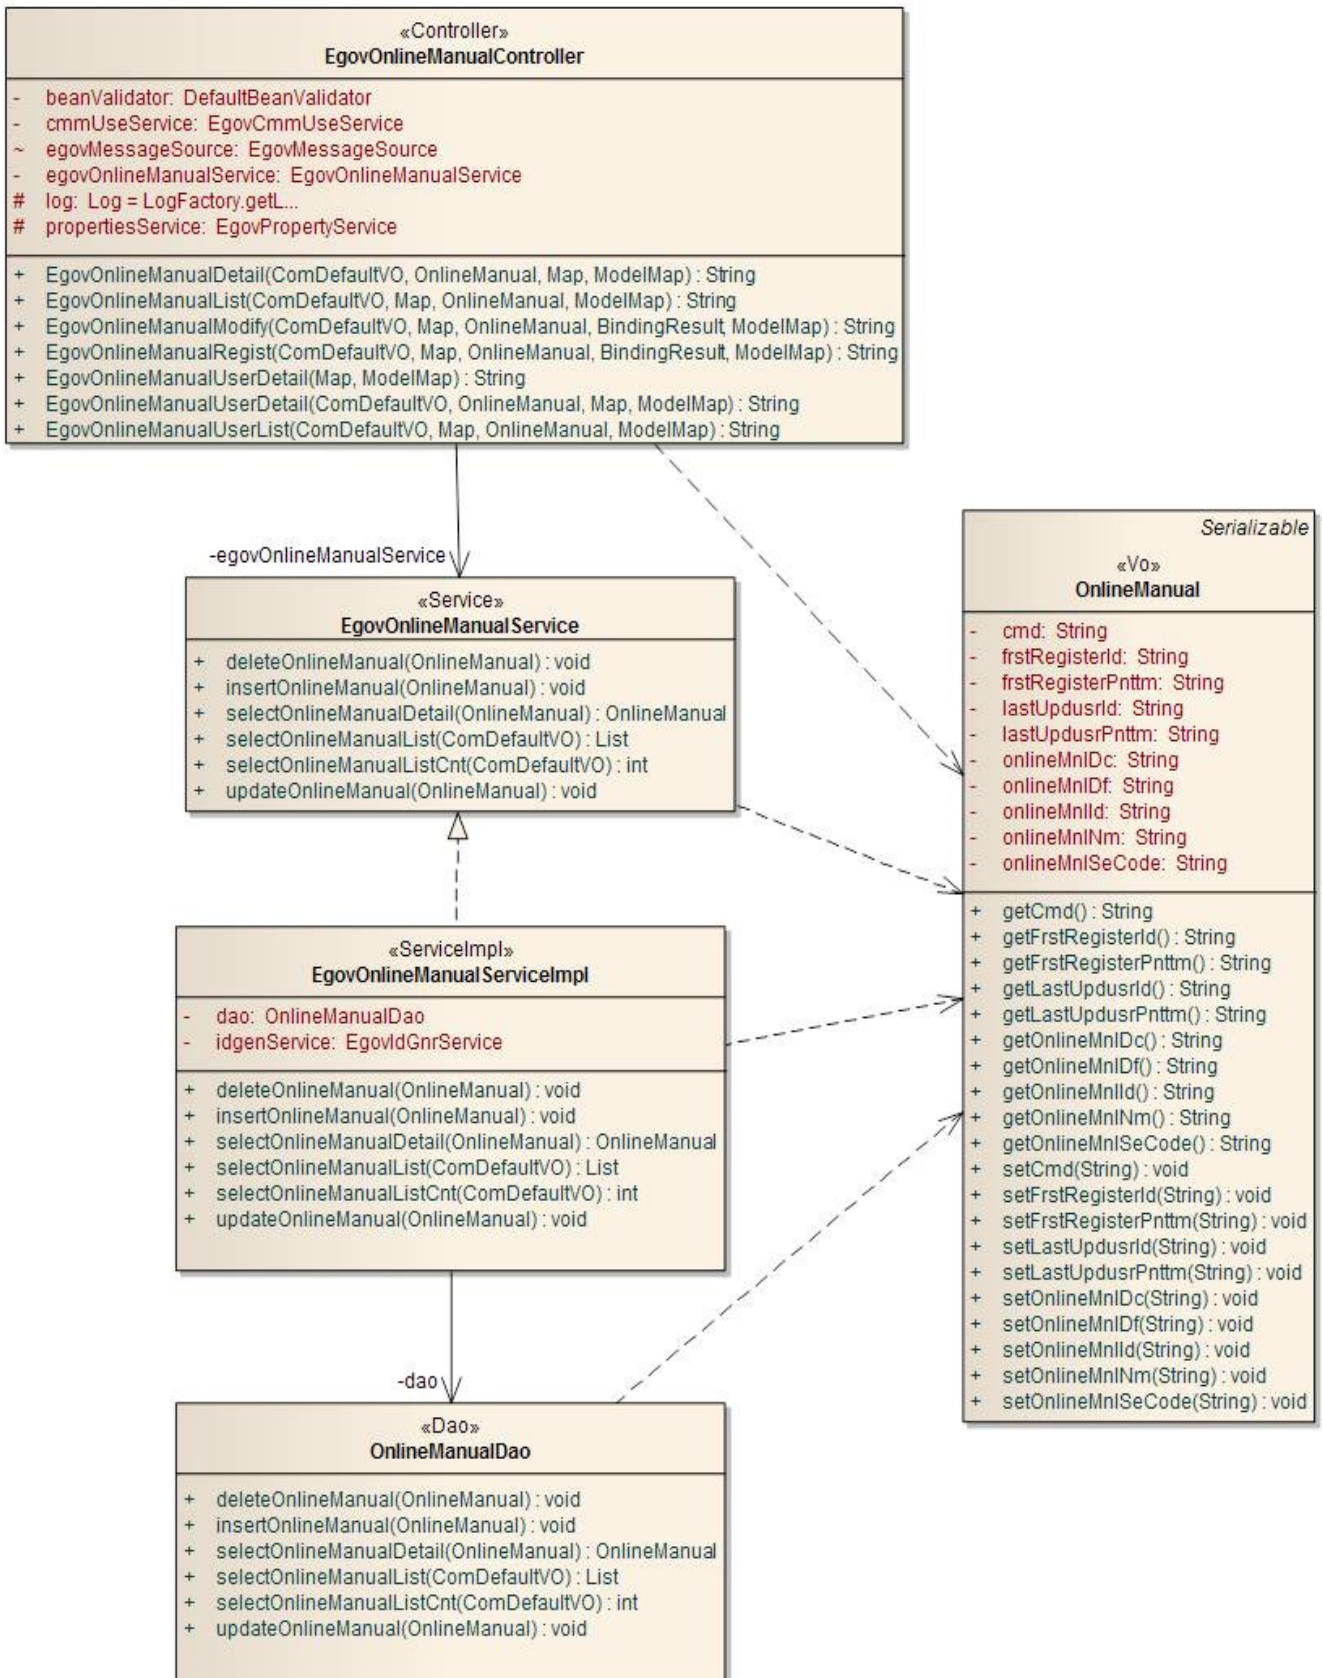 «Controller»
EgovOnlineManualController
- beanValidator: DefaultBeanValidator
- cmmUseService: EgovCmmUseService
~ egovMessageSource: EgovMessageSource
- egovOnlineManualService: EgovOnlineManualService
# log: Log = LogFactory.getL...
# propertiesService: EgovPropertyService
+ EgovOnlineManualDetail(ComDefaultVO, OnlineManual, Map, ModelMap) : String
+ EgovOnlineManualList(ComDefaultVO, Map, OnlineManual, ModelMap) : String
+ EgovOnlineManualModify(ComDefaultVO, Map, OnlineManual, BindingResult, ModelMap) : String
+ EgovOnlineManualRegist(ComDefaultVO, Map, OnlineManual, BindingResult, ModelMap) : String
+ EgovOnlineManualUserDetail(Map, ModelMap) : String
+ EgovOnlineManualUserDetail(ComDefaultVO, OnlineManual, Map, ModelMap) : String
+ EgovOnlineManualUserList(ComDefaultVO, Map, OnlineManual, ModelMap) : String
-egovOnlineManualService
«Service»
EgovOnlineManualService
+ deleteOnlineManual(OnlineManual) : void
+ insertOnlineManual(OnlineManual) : void
+ selectOnlineManualDetail(OnlineManual) : OnlineManual
+ selectOnlineManualList(ComDefaultVO) : List
+ selectOnlineManualListCnt(ComDefaultVO) : int
+ updateOnlineManual(OnlineManual) : void
«ServiceImpl»
EgovOnlineManualServiceImpl
- dao: OnlineManualDao
- idgenService: EgovIdGnrService
+ deleteOnlineManual(OnlineManual) : void
+ insertOnlineManual(OnlineManual) : void
+ selectOnlineManualDetail(OnlineManual) : OnlineManual
+ selectOnlineManualList(ComDefaultVO) : List
+ selectOnlineManualListCnt(ComDefaultVO) : int
+ updateOnlineManual(OnlineManual) : void
-dao
«Dao»
OnlineManualDao
+ deleteOnlineManual(OnlineManual) : void
+ insertOnlineManual(OnlineManual) : void
+ selectOnlineManualDetail(OnlineManual) : OnlineManual
+ selectOnlineManualList(ComDefaultVO) : List
+ selectOnlineManualListCnt(ComDefaultVO) : int
+ updateOnlineManual(OnlineManual) : void
Serializable
«Vo»
OnlineManual
- cmd: String
- frstRegisterId: String
- frstRegisterPnttm: String
- lastUpdusrId: String
- lastUpdusrPnttm: String
- onlineMnlDc: String
- onlineMnlDf: String
- onlineMnlId: String
- onlineMnlNm: String
- onlineMnlSeCode: String
+ getCmd() : String
+ getFrstRegisterId() : String
+ getFrstRegisterPnttm() : String
+ getLastUpdusrId() : String
+ getLastUpdusrPnttm() : String
+ getOnlineMnlDc() : String
+ getOnlineMnlDf() : String
+ getOnlineMnlId() : String
+ getOnlineMnlNm() : String
+ getOnlineMnlSeCode() : String
+ setCmd(String) : void
+ setFrstRegisterId(String) : void
+ setFrstRegisterPnttm(String) : void
+ setLastUpdusrId(String) : void
+ setLastUpdusrPnttm(String) : void
+ setOnlineMnlDc(String) : void
+ setOnlineMnlDf(String) : void
+ setOnlineMnlId(String) : void
+ setOnlineMnlNm(String) : void
+ setOnlineMnlSeCode(String) : void